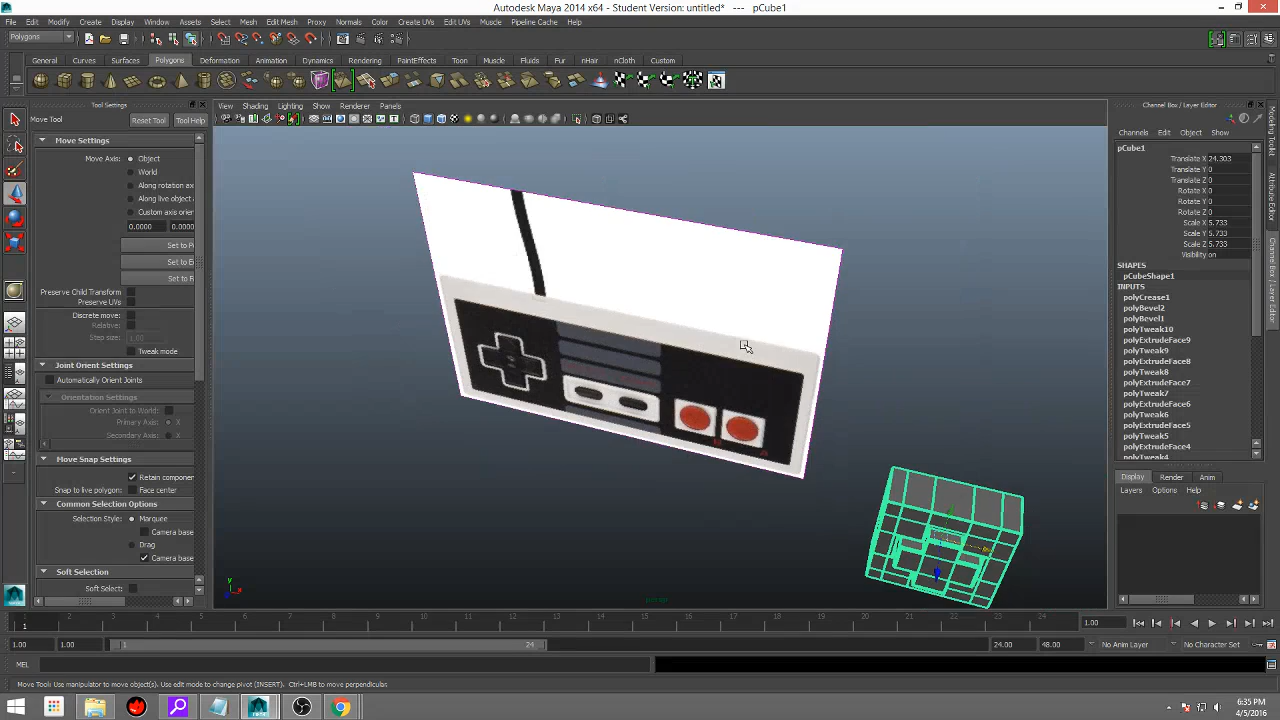 Autodesk Maya 2014 x64 - Student Version: untitled* --- pCube1
File Edit Modify Create Display Window Assets Select Mesh Edit Mesh Proxy Normals Color Create UVs Edit UVs Muscle Pipeline Cache Help
Polygons
General Curves Surfaces Polygons Deformation Animation Dynamics Rendering PaintEffects Toon Muscle Fluids Fur nHair nCloth Custom
Tool Settings
Move Tool Reset Tool Tool Help
Move Settings
Move Axis: Object
World
Along rotation ax
Along live object a
Custom axis orien
0.0000 0.0000
Set to P
Set to E
Set to F
Preserve Child Transform
Preserve UVs
Discrete move:
Relative:
Step size: 1.00
Tweak mode
Joint Orient Settings
Automatically Orient Joints
Orientation Settings
Orient Joint to World:
Primary Axis: X
Secondary Axis: X
Move Snap Settings
Retain componen
Snap to live polygon: Face center
Common Selection Options
Selection Style: Marquee
Camera base
Drag
Camera base
Soft Selection
Soft Select:
View Shading Lighting Show Renderer Panels
B
A
y
x
Channel Box / Layer Editor
Channels Edit Object Show
pCube1
Translate X 24.303
Translate Y 0
Translate Z 0
Rotate X 0
Rotate Y 0
Rotate Z 0
Scale X 5.733
Scale Y 5.733
Scale Z 5.733
Visibility on
SHAPES
pCubeShape1
INPUTS
polyCrease1
polyBevel2
polyBevel1
polyTweak10
polyExtrudeFace9
polyTweak9
polyExtrudeFace8
polyTweak8
polyExtrudeFace7
polyTweak7
polyExtrudeFace6
polyTweak6
polyExtrudeFace5
polyTweak5
polyExtrudeFace4
polyTweak4
Display Render Anim
Layers Options Help
Modeling Toolkit
Attribute Editor
Channel Box / Layer Editor
1 2 3 4 5 6 7 8 9 10 11 12 13 14 15 16 17 18 19 20 21 22 23 24 1.00
1.00 1.00 1 24 24.00 48.00 No Anim Layer No Character Set
MEL
Move Tool: Use manipulator to move object(s). Use edit mode to change pivot (INSERT). Ctrl+LMB to move perpendicular.
6:35 PM
4/5/2016